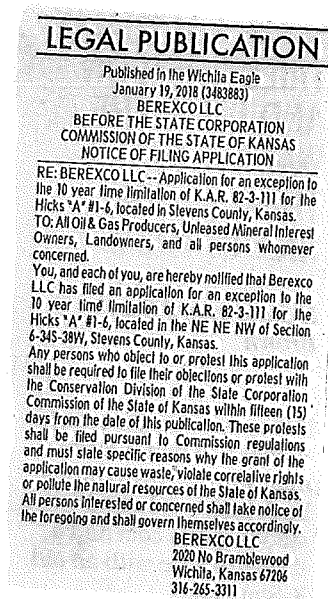 LEGAL PUBLICATION
Published in the Wichita Eagle
January 19, 2018 (3483883)
BEREXCO LLC
BEFORE THE STATE CORPORATION
COMMISSION OF THE STATE OF KANSAS
NOTICE OF FILING APPLICATION
RE: BEREXCO LLC -- Application for an exception to
the 10 year time limitation of K.A.R. 82-3-111 for the
Hicks "A" #1-6, located in Stevens County, Kansas.
TO: All Oil & Gas Producers, Unleased Mineral Interest
Owners, Landowners, and all persons whomever
concerned.
You, and each of you, are hereby notified that Berexco
LLC has filed an application for an exception to the
10 year time limitation of K.A.R. 82-3-111 for the
Hicks "A" #1-6, located in the NE NE NW of Section
6-34S-38W, Stevens County, Kansas.
Any persons who object to or protest this application
shall be required to file their objections or protest with
the Conservation Division of the State Corporation
Commission of the State of Kansas within fifteen (15)
days from the date of this publication. These protests
shall be filed pursuant to Commission regulations
and must state specific reasons why the grant of the
application may cause waste, violate correlative rights
or pollute the natural resources of the State of Kansas.
All persons interested or concerned shall take notice of
the foregoing and shall govern themselves accordingly.
BEREXCO LLC
2020 No Bramblewood
Wichita, Kansas 67206
316-265-3311